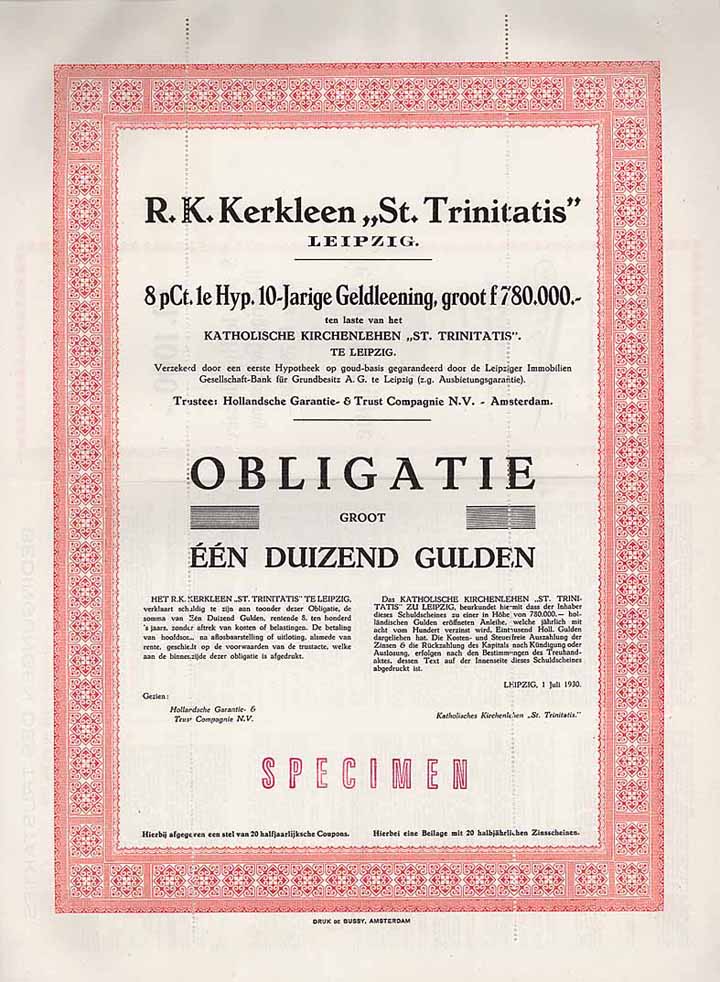 R. K. Kerkleen „St. Trinitatis”
LEIPZIG.
8 pCt. 1e Hyp. 10-Jarige Geldleening, groot f 780.000.-
ten laste van het
KATHOLISCHE KIRCHENLEHEN „ST. TRINITATIS”.
TE LEIPZIG.
Verzekerd door een eerste Hypotheek op goud-basis gegarandeerd door de Leipziger Immobilien
Gesellschaft-Bank für Grundbesitz A. G. te Leipzig (z.g. Ausbietungsgarantie).
Trustee: Hollandsche Garantie- & Trust Compagnie N.V. - Amsterdam.
OBLIGATIE
GROOT
ÉÉN DUIZEND GULDEN
HET R.K. KERKLEEN „ST. TRINITATIS” TE LEIPZIG,
verklaart schuldig te zijn aan toonder dezer Obligatie, de
somma van Eén Duizend Gulden, rentende 8, ten honderd
's jaars, zonder aftrek van kosten of belastingen. De betaling
van hoofdsom, na aflosbaarstelling of uitloting, alsmede van
rente, geschiedt op de voorwaarden van de trustacte, welke
aan de binnenzijde dezer obligatie is afgedrukt.
Gezien:
Hollandsche Garantie- &
Trust Compagnie N.V.
Das KATHOLISCHE KIRCHENLEHEN „ST. TRINI-
TATIS” ZU LEIPZIG, beurkundet hiermit dass der Inhaber
dieses Schuldscheines zu einer in Höhe von 780.000.— hol-
ländischen Gulden eröffneten Anleihe, welche jährlich mit
acht vom Hundert verzinst wird, Eintausend Holl. Gulden
dargeliehen hat. Die Kosten- und Steuerfreie Auszahlung der
Zinsen & die Rückzahlung des Kapitals nach Kündigung oder
Auslosung, erfolgen nach den Bestimmungen des Treuhand-
aktes, dessen Text auf der Innenseite dieses Schuldscheines
abgedruckt ist.
LEIPZIG, 1 Juli 1930.
Katholisches Kirchenlehen „St. Trinitatis.”
SPECIMEN
Hierbij afgegeven een stel van 20 halfjaarlijksche Coupons.
Hierbei eine Beilage mit 20 halbjährlichen Zinsscheinen.
DRUK DE BUSSY, AMSTERDAM